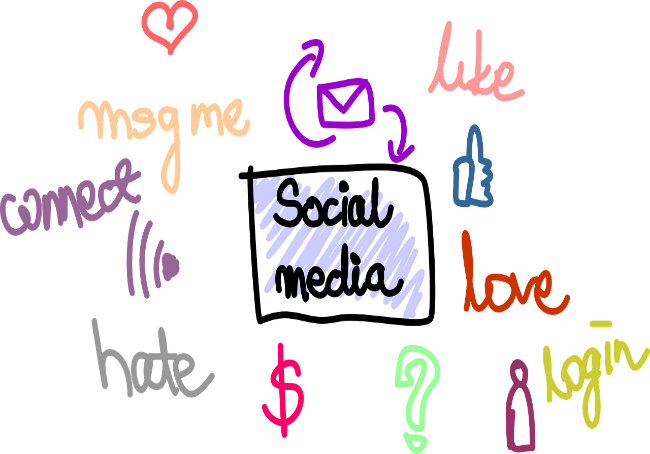 like
msg me
connect
Social
media
love
hate
login
$
?